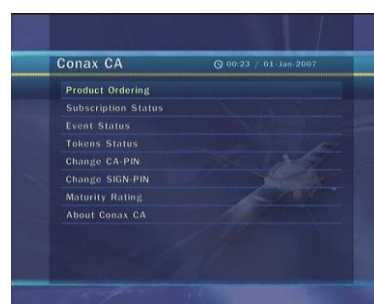 Conax CA 00:23 / 01-Jan-2007
Product Ordering
Subscription Status
Event Status
Tokens Status
Change CA-PIN
Change SIGN-PIN
Maturity Rating
About Conax CA